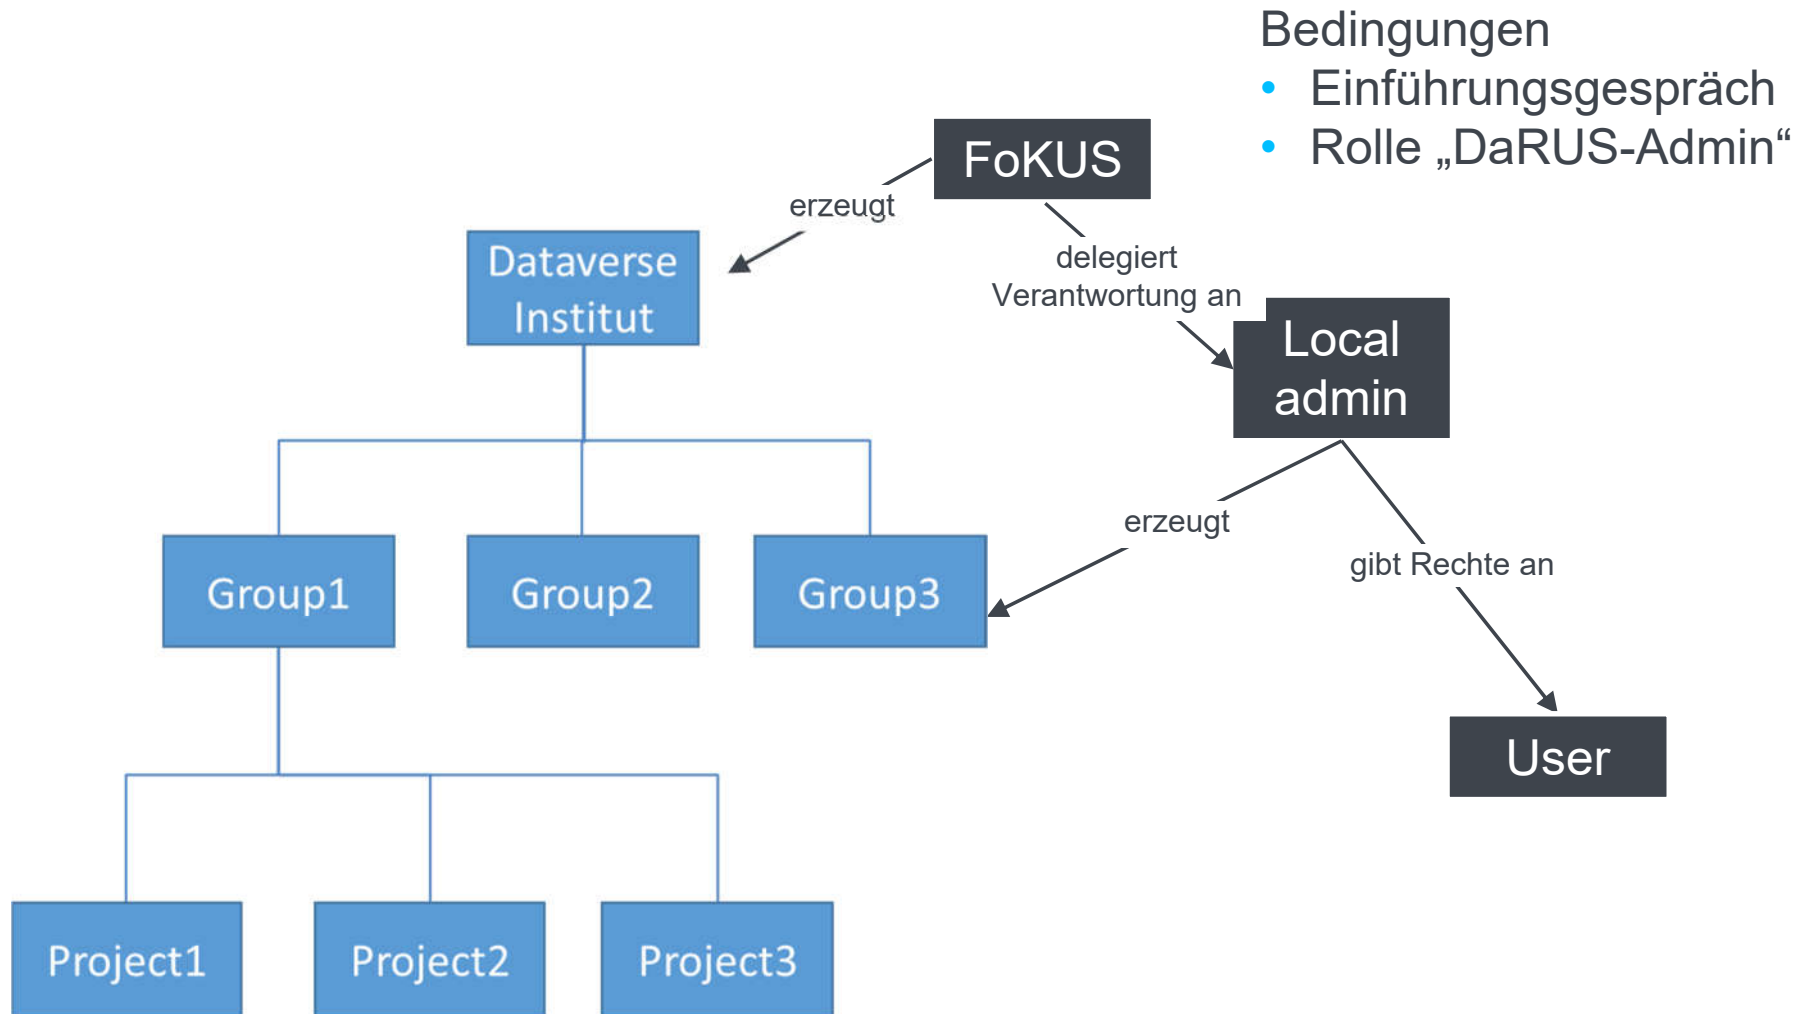 Bedingungen
• Einführungsgespräch
• Rolle „DaRUS-Admin“
FoKUS
erzeugt
delegiert
Verantwortung an
Dataverse
Institut
Local
admin
erzeugt
gibt Rechte an
Group1
Group2
Group3
User
Project1
Project2
Project3